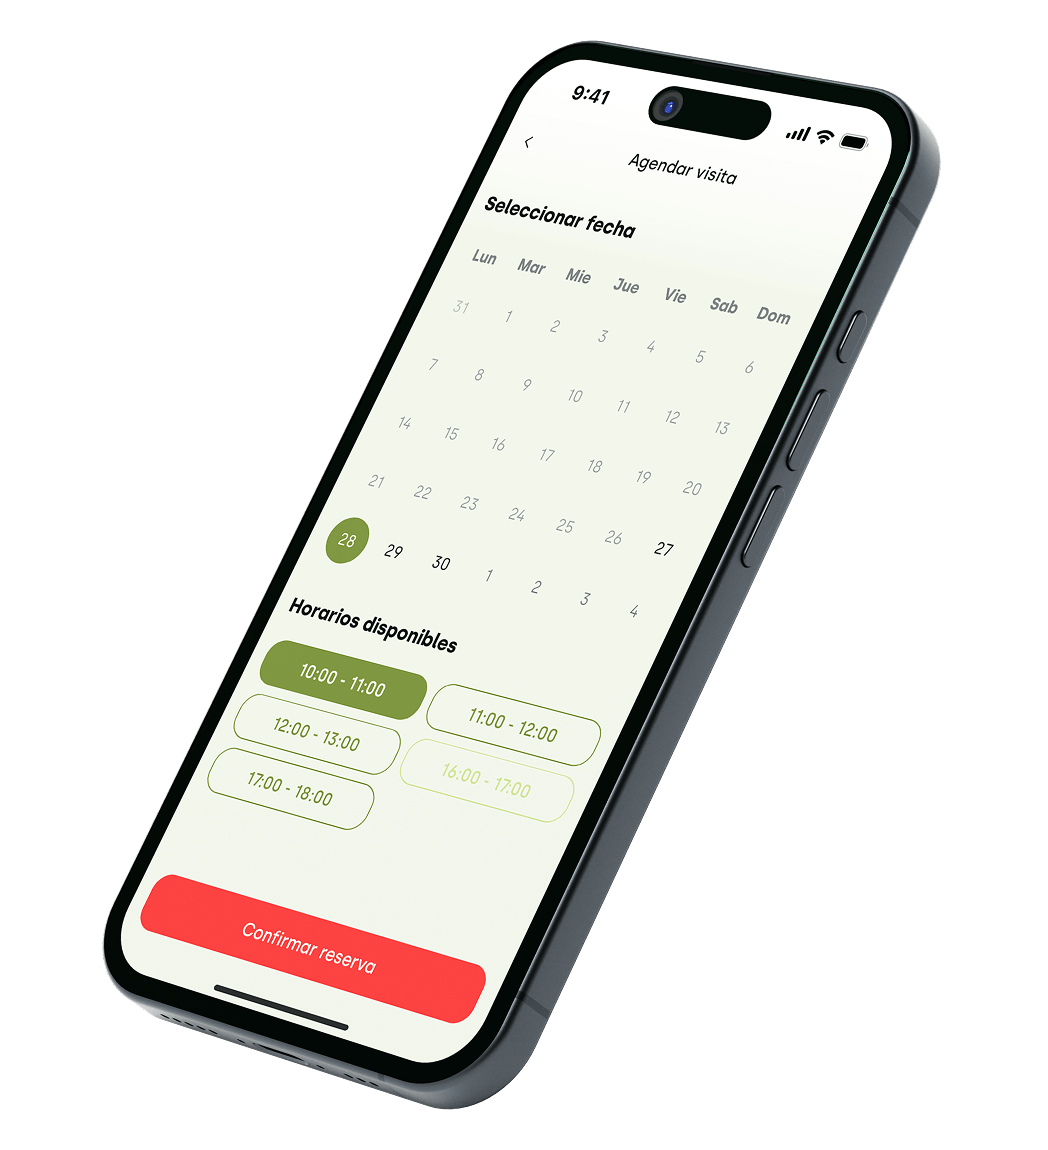 9:41
Agendar visita
Seleccionar fecha
Lun Mar Mie Jue Vie Sab Dom
31 1 2 3 4 5 6
7 8 9 10 11 12 13
14 15 16 17 18 19 20
21 22 23 24 25 26 27
28 29 30 1 2 3 4
Horarios disponibles
10:00 - 11:00 11:00 - 12:00
12:00 - 13:00 16:00 - 17:00
17:00 - 18:00
Confirmar reserva